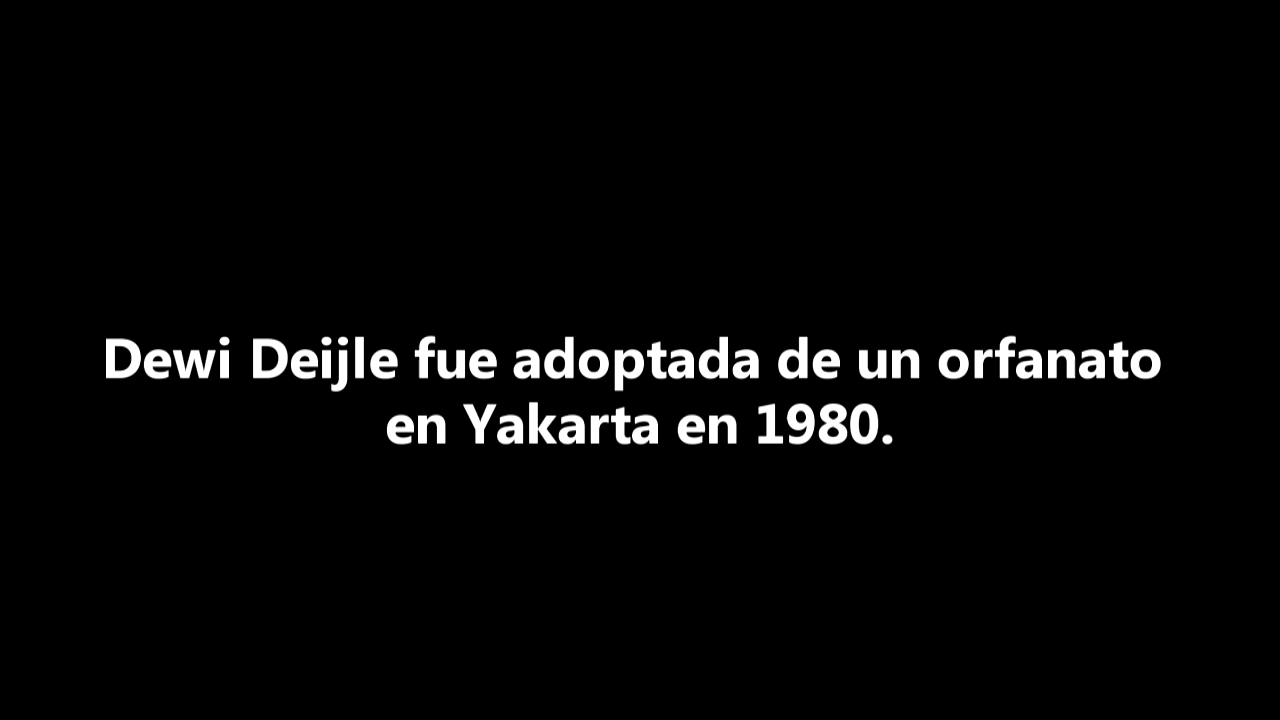 Dewi Deijle fue adoptada de un orfanato
en Yakarta en 1980.